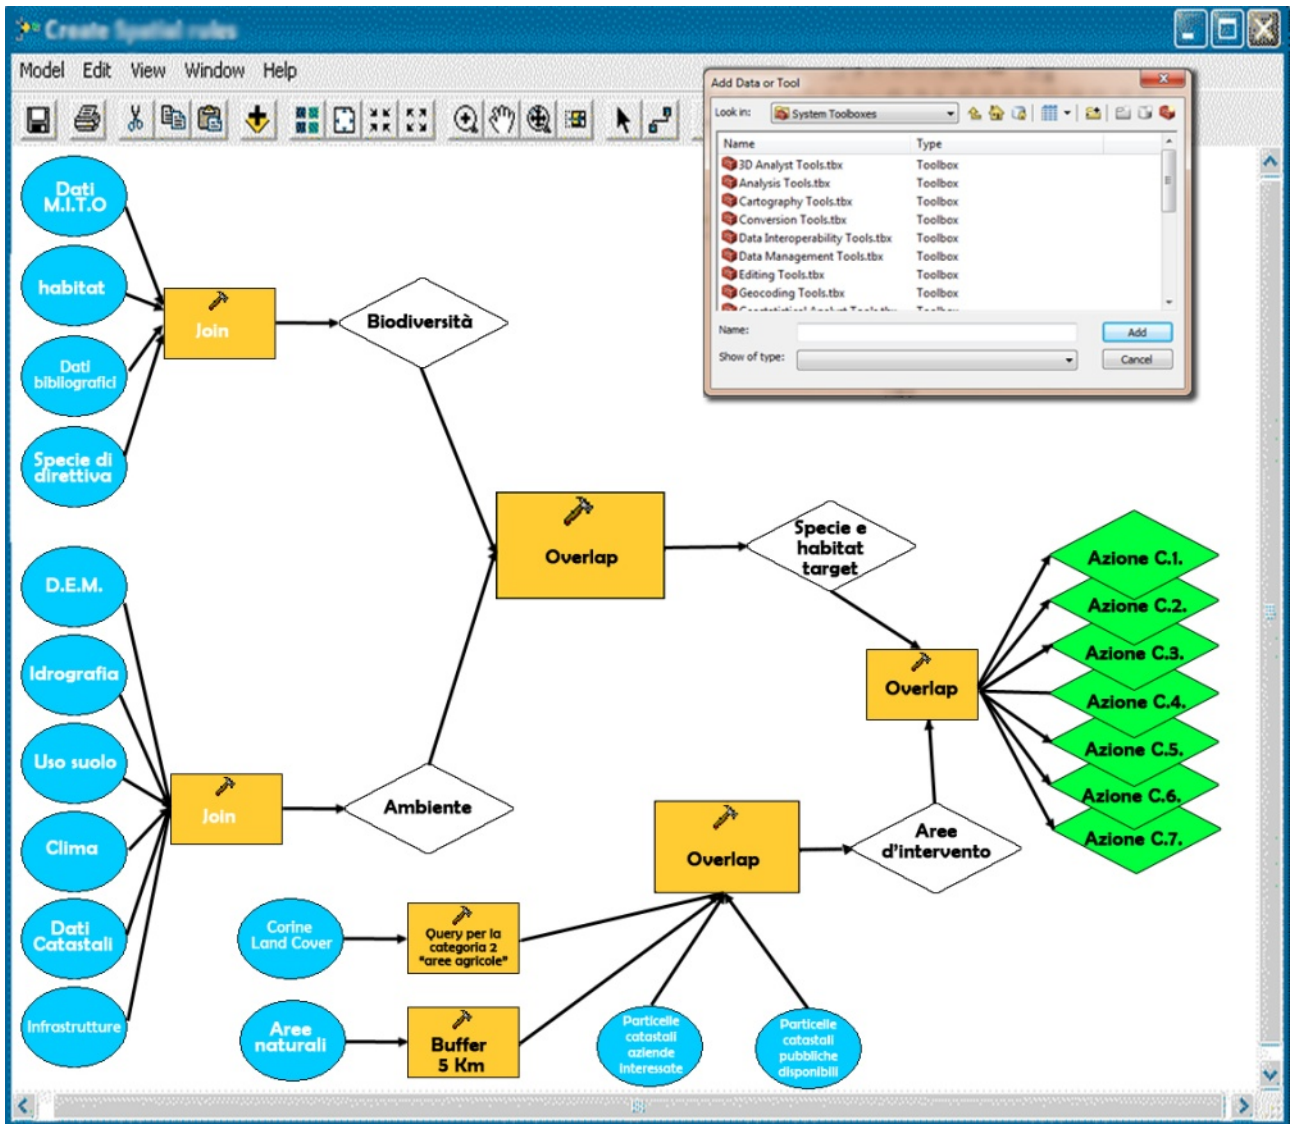 Create Spatial rules
Model Edit View Window Help
Add Data or Tool
Look in: System Toolboxes
Name Type
3D Analyst Tools.tbx Toolbox
Analysis Tools.tbx Toolbox
Cartography Tools.tbx Toolbox
Conversion Tools.tbx Toolbox
Data Interoperability Tools.tbx Toolbox
Data Management Tools.tbx Toolbox
Editing Tools.tbx Toolbox
Geocoding Tools.tbx Toolbox
Name:
Add
Show of type:
Cancel
Dati
M.I.T.O
habitat
Dati
bibliografici
Specie di
direttiva
Join
Biodiversità
D.E.M.
Idrografia
Uso suolo
Clima
Dati
Catastali
Infrastrutture
Join
Ambiente
Overlap
Specie e
habitat
target
Corine
Land Cover
Query per la
categoria 2
"aree agricole"
Aree
naturali
Buffer
5 Km
Particelle
catastali
aziende
interessate
Particelle
catastali
pubbliche
disponibili
Overlap
Aree
d'intervento
Overlap
Azione C.1.
Azione C.2.
Azione C.3.
Azione C.4.
Azione C.5.
Azione C.6.
Azione C.7.